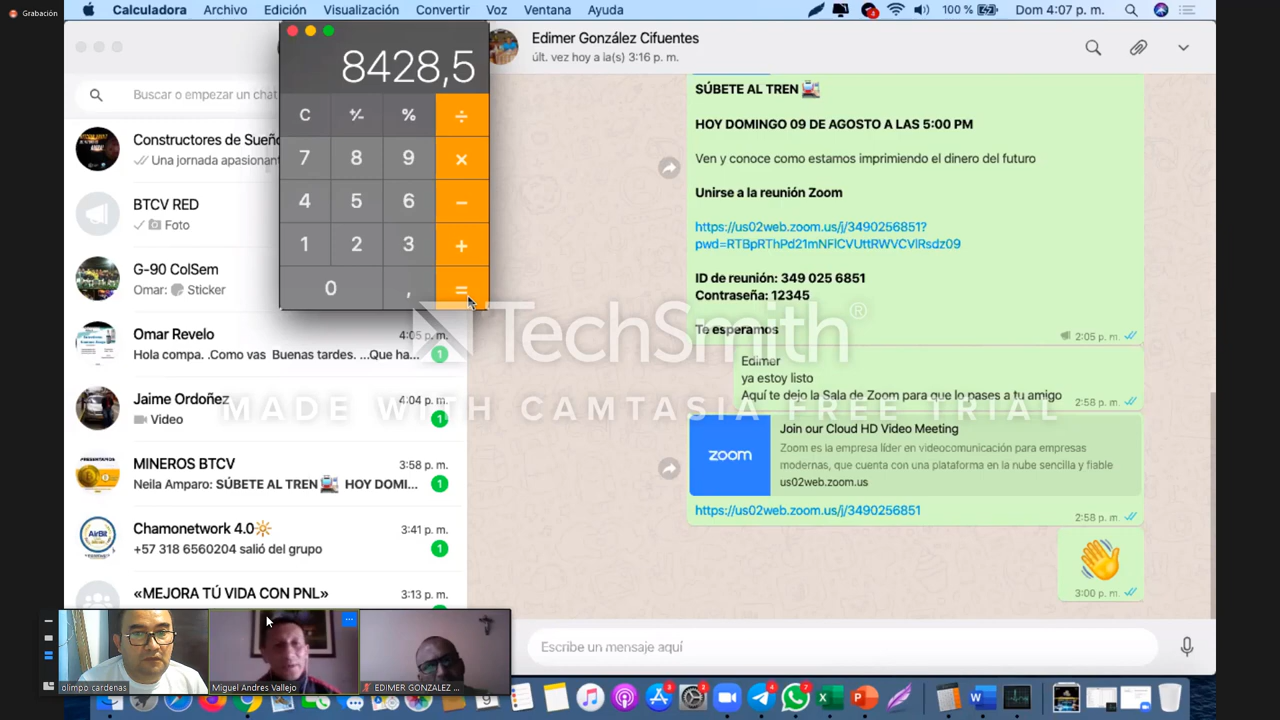 Grabación
Calculadora Archivo Edición Visualización Convertir Voz Ventana Ayuda
100 % Dom 4:07 p. m.
8428,5
C +⁄- % ÷
7 8 9 ×
4 5 6 −
1 2 3 +
0 , =
Edimer González Cifuentes
últ. vez hoy a la(s) 3:16 p. m.
Buscar o empezar un chat
Constructores de Sueño
Una jornada apasionant
BTCV RED
Foto
G-90 ColSem
Omar: Sticker
Omar Revelo 4:05 p. m.
Hola compa. .Como vas Buenas tardes. ...Que ha... 1
Jaime Ordoñez 4:04 p. m.
Video 1
MINEROS BTCV 3:58 p. m.
Neila Amparo: SÚBETE AL TREN 🚂 HOY DOMI... 1
Chamonetwork 4.0🔆 3:41 p. m.
+57 318 6560204 salió del grupo 1
«MEJORA TÚ VIDA CON PNL» 3:13 p. m.
SÚBETE AL TREN 🚂
HOY DOMINGO 09 DE AGOSTO A LAS 5:00 PM
Ven y conoce como estamos imprimiendo el dinero del futuro
Unirse a la reunión Zoom
https://us02web.zoom.us/j/3490256851?
pwd=RTBpRThPd21mNFlCVUttRWVCVlRsdz09
ID de reunión: 349 025 6851
Contraseña: 12345
Te esperamos
2:05 p. m.
Edimer
ya estoy listo
Aquí te dejo la Sala de Zoom para que lo pases a tu amigo
2:58 p. m.
zoom
Join our Cloud HD Video Meeting
Zoom es la empresa líder en videocomunicación para empresas
modernas, que cuenta con una plataforma en la nube sencilla y fiable
us02web.zoom.us
https://us02web.zoom.us/j/3490256851
2:58 p. m.
👋
3:00 p. m.
Escribe un mensaje aquí
TechSmith®
MADE WITH CAMTASIA FREE TRIAL
olimpo cardenas
Miguel Andres Vallejo
EDIMER GONZALEZ ...